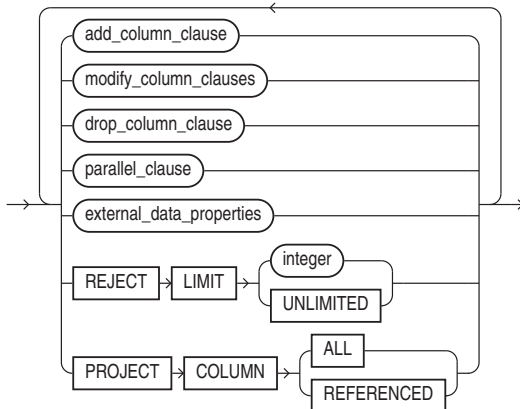 add_column_clause
modify_column_clauses
drop_column_clause
parallel_clause
external_data_properties
integer
REJECT LIMIT
UNLIMITED
ALL
PROJECT COLUMN
REFERENCED